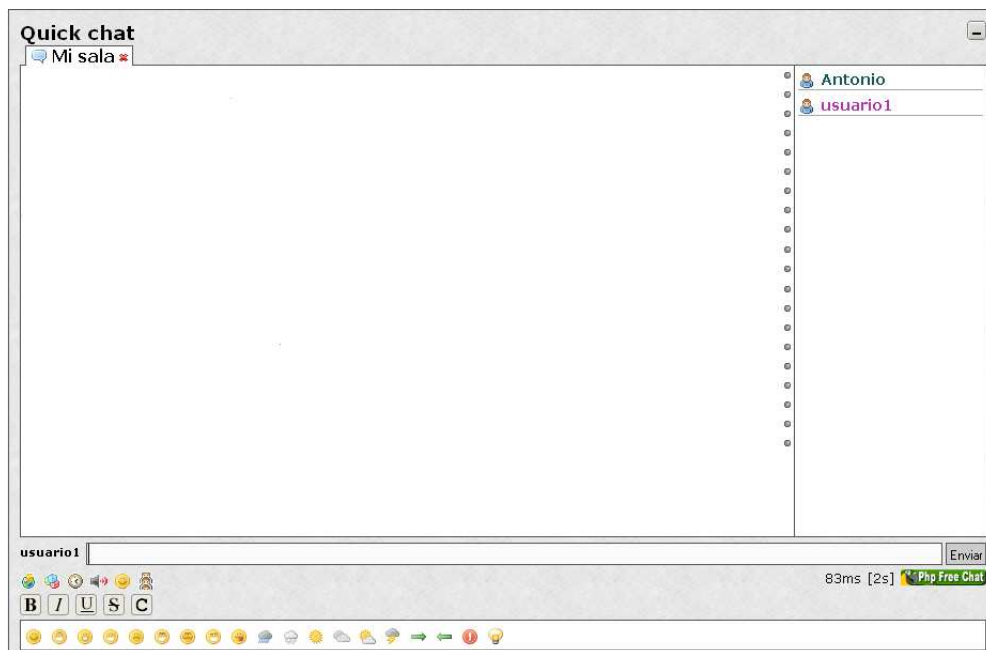 Quick chat
Mi sala
Antonio
usuario1
usuario1
Enviar
83ms [2s] Php Free Chat
B I U S C